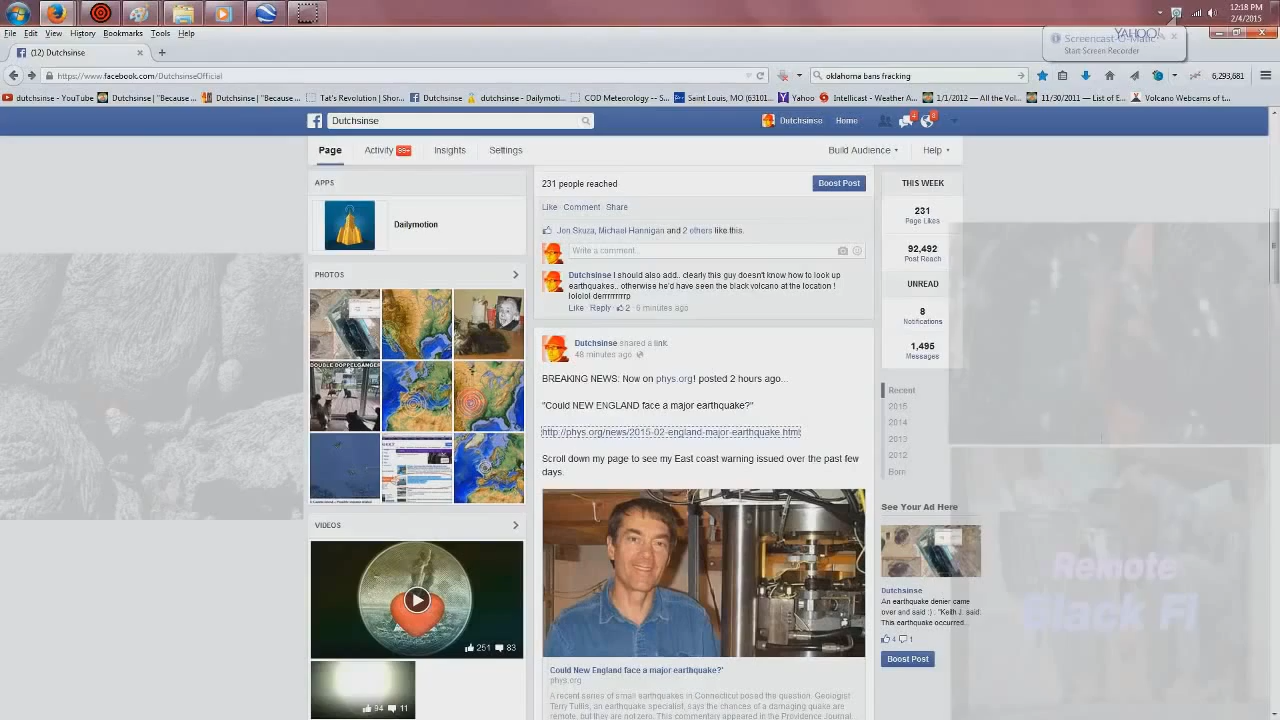 12:18 PM
2/4/2015
File Edit View History Bookmarks Tools Help
YAHOO!
Start Screen Recorder
(12) Dutchsinse
https://www.facebook.com/DutchsinseOfficial
oklahoma bans fracking
6,293,681
dutchsinse - YouTube
Dutchsinse | "Because ...
Dutchsinse | "Because ...
Tat's Revolution | Shor...
Dutchsinse | Facebook
dutchsinse - Dailymoti...
COD Meteorology -- S...
Saint Louis, MO (63101...
Yahoo
Intellicast - Weather A...
1/1/2012 — All the Vol...
11/30/2011 — List of E...
Volcano Webcams of t...
Dutchsinse
Dutchsinse Home
Page Activity 99+ Insights Settings
Build Audience Help
APPS
Dailymotion
PHOTOS
DOUBLE DOPPELGANGER
VIDEOS
251 83
94 11
231 people reached
Boost Post
Like Comment Share
Jon Skuza, Michael Hannigan and 2 others like this.
Write a comment...
Dutchsinse I should also add.. clearly this guy doesn't know how to look up
earthquakes.. otherwise he'd have seen the black volcano at the location !
lololol derrrrrrrrp
Like Reply 2 6 minutes ago
Dutchsinse shared a link.
48 minutes ago
BREAKING NEWS: Now on phys.org! posted 2 hours ago...
"Could NEW ENGLAND face a major earthquake?"
http://phys.org/news/2015-02-england-major-earthquake.html
Scroll down my page to see my East coast warning issued over the past few
days.
Could New England face a major earthquake?'
phys.org
A recent series of small earthquakes in Connecticut posed the question. Geologist
Terry Tullis, an earthquake specialist, says the chances of a damaging quake are
remote, but they are not zero. This commentary appeared in the Providence Journal
THIS WEEK
231
Page Likes
92,492
Post Reach
UNREAD
8
Notifications
1,495
Messages
Recent
2015
2014
2013
2012
Born
See Your Ad Here
Dutchsinse
An earthquake denier came
over and said :) . "Keith J. said:
This earthquake occurred...
4 1
Boost Post
Remote
Black Fi